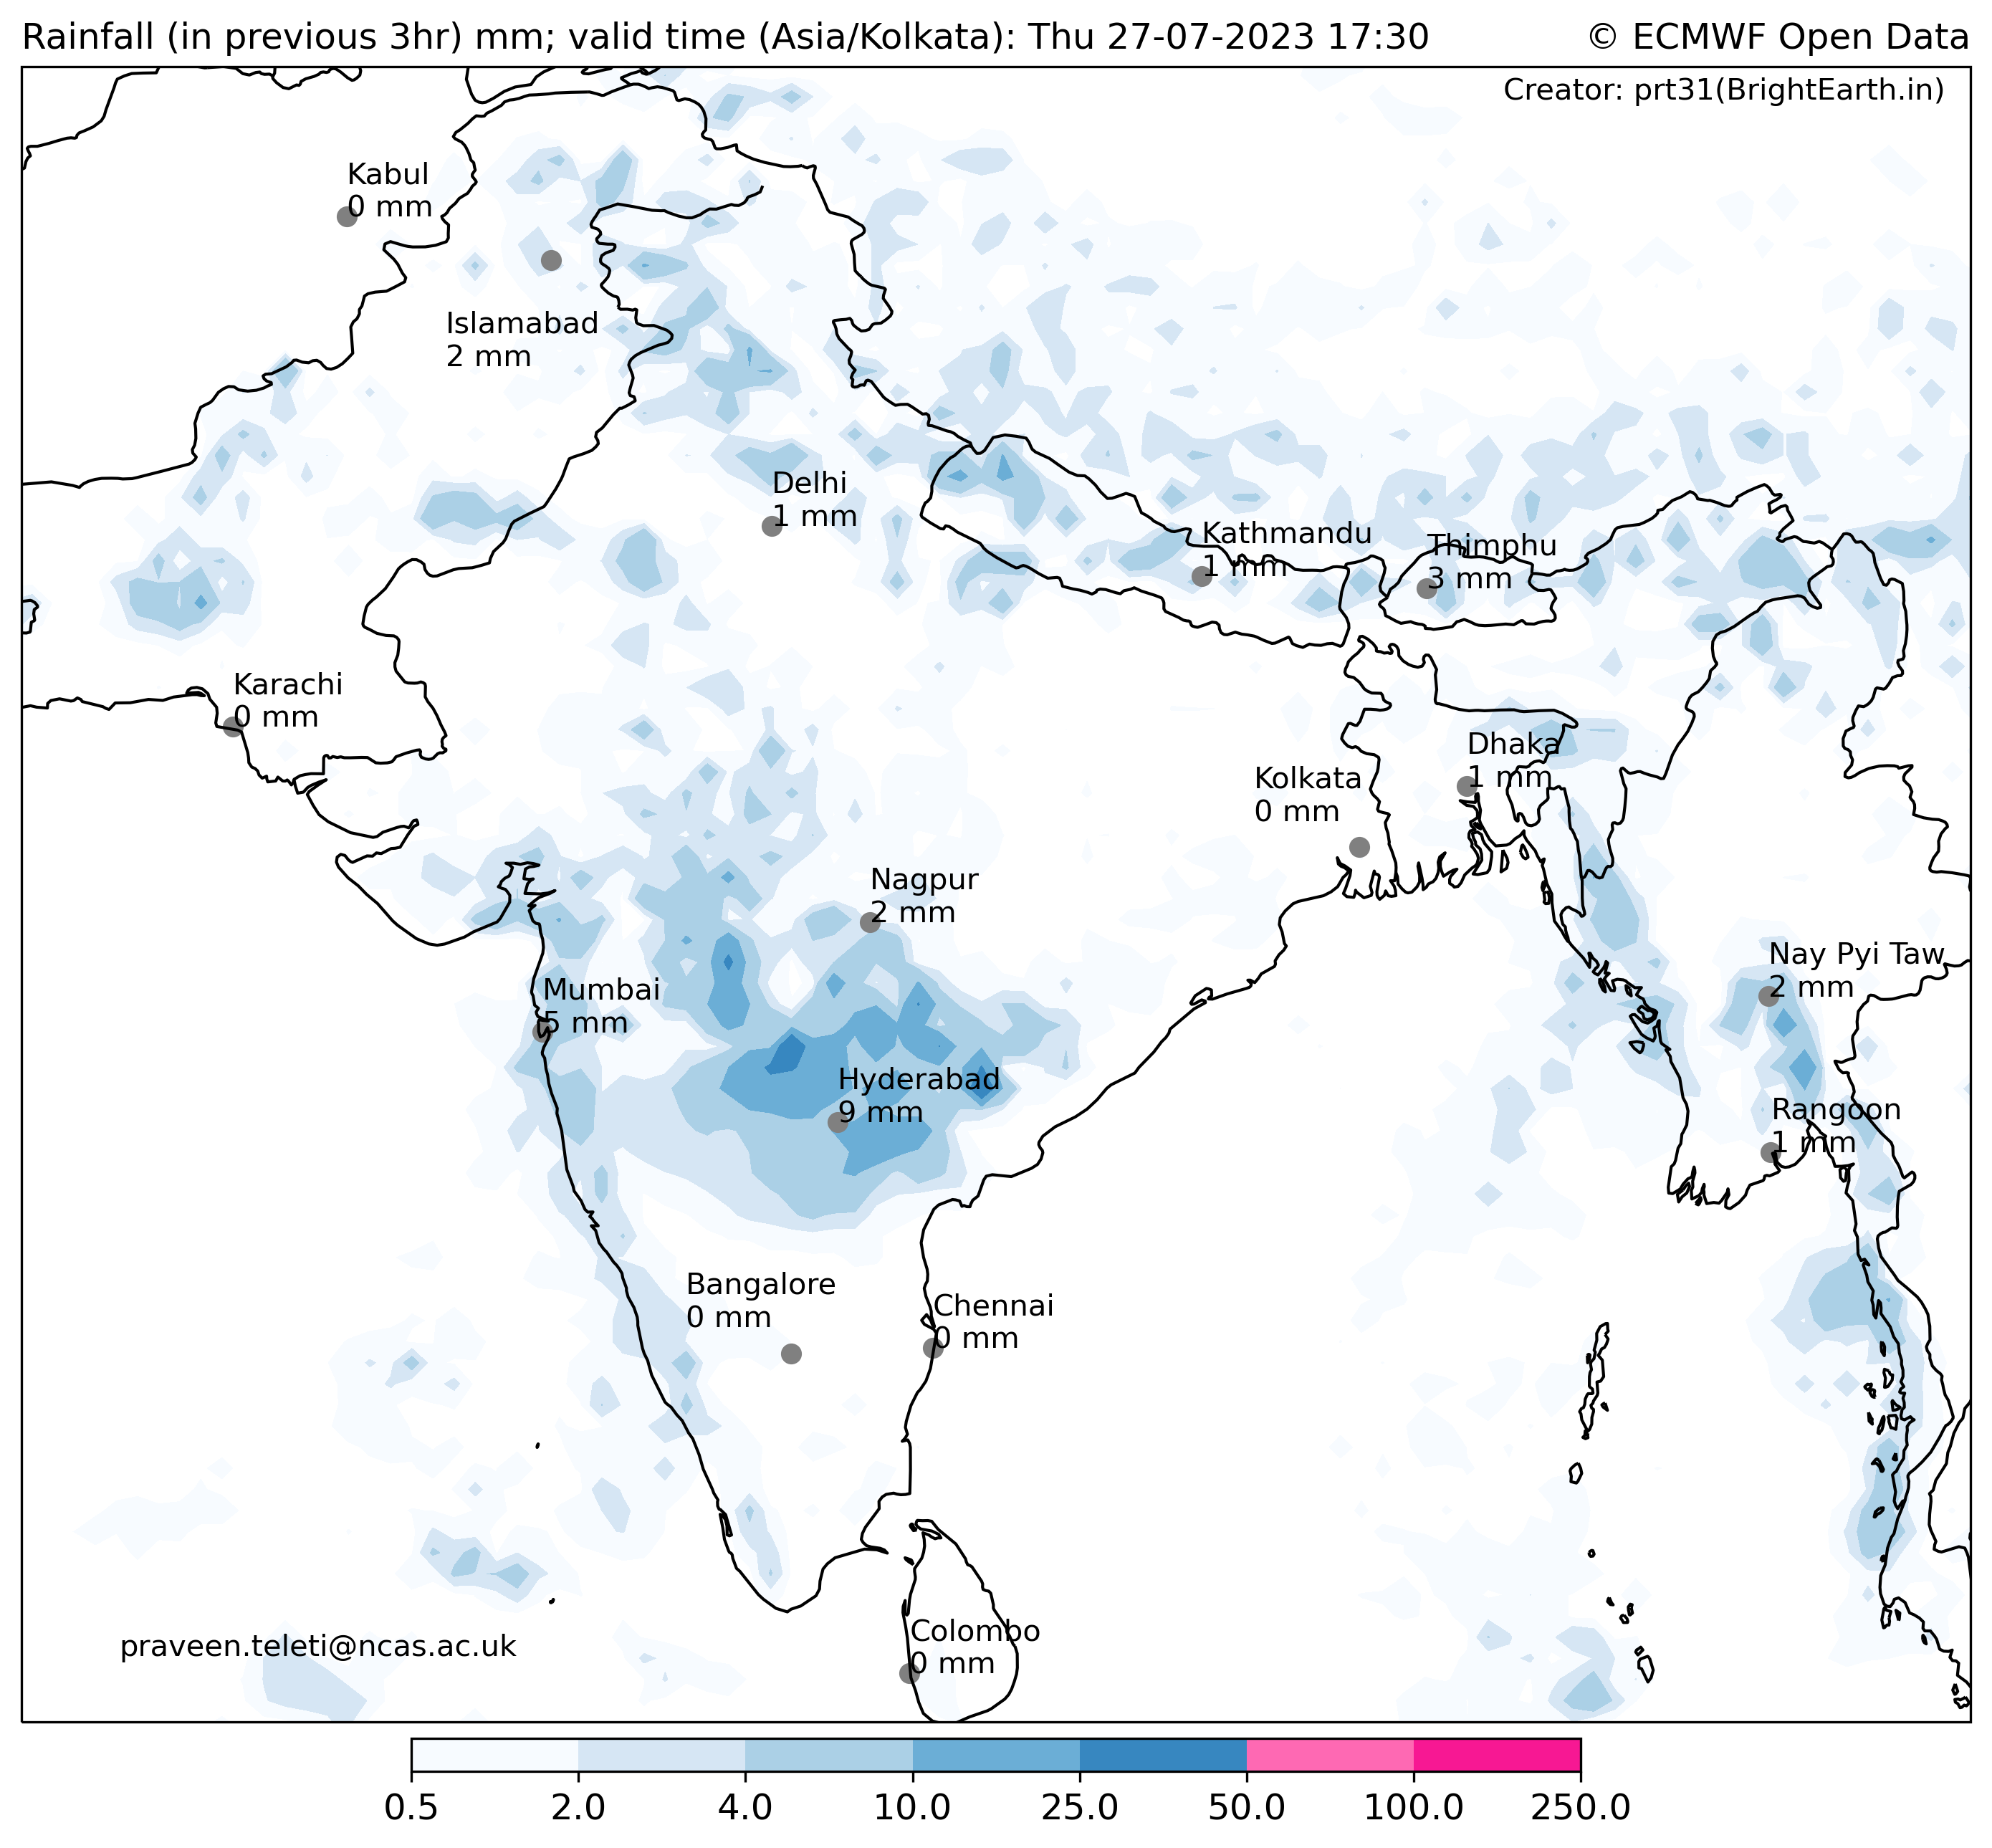 Rainfall (in previous 3hr) mm; valid time (Asia/Kolkata): Thu 27-07-2023 17:30
© ECMWF Open Data
Creator: prt31(BrightEarth.in)
Kabul
0 mm
Islamabad
2 mm
Delhi
1 mm
Kathmandu
1 mm
Thimphu
3 mm
Karachi
0 mm
Dhaka
1 mm
Kolkata
0 mm
Nagpur
2 mm
Nay Pyi Taw
2 mm
Mumbai
5 mm
Hyderabad
9 mm
Rangoon
1 mm
Bangalore
0 mm
Chennai
0 mm
Colombo
0 mm
praveen.teleti@ncas.ac.uk
0.5 2.0 4.0 10.0 25.0 50.0 100.0 250.0